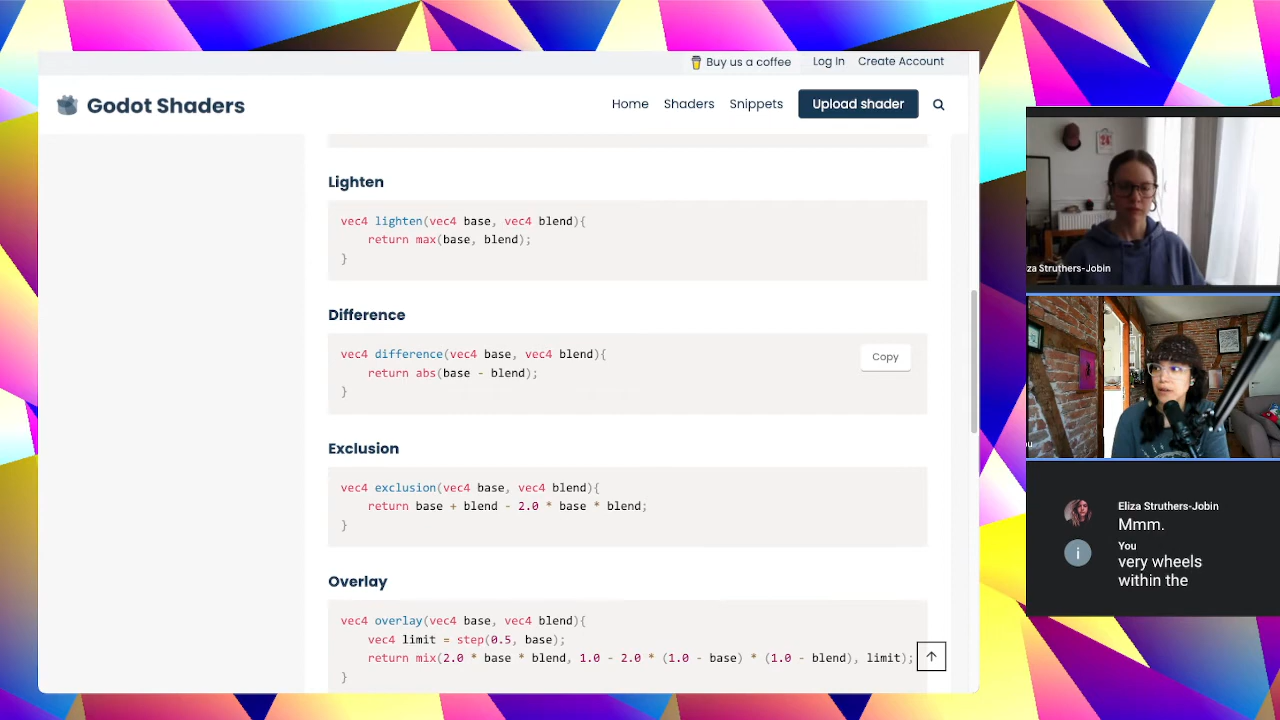 Buy us a coffee
Log In
Create Account
Godot Shaders
Home
Shaders
Snippets
Upload shader
Lighten
vec4 lighten(vec4 base, vec4 blend){
    return max(base, blend);
}
Difference
vec4 difference(vec4 base, vec4 blend){
    return abs(base - blend);
}
Copy
Exclusion
vec4 exclusion(vec4 base, vec4 blend){
    return base + blend - 2.0 * base * blend;
}
Overlay
vec4 overlay(vec4 base, vec4 blend){
    vec4 limit = step(0.5, base);
    return mix(2.0 * base * blend, 1.0 - 2.0 * (1.0 - base) * (1.0 - blend), limit);
}
za Struthers-Jobin
ou
Eliza Struthers-Jobin
Mmm.
i
You
very wheels
within the